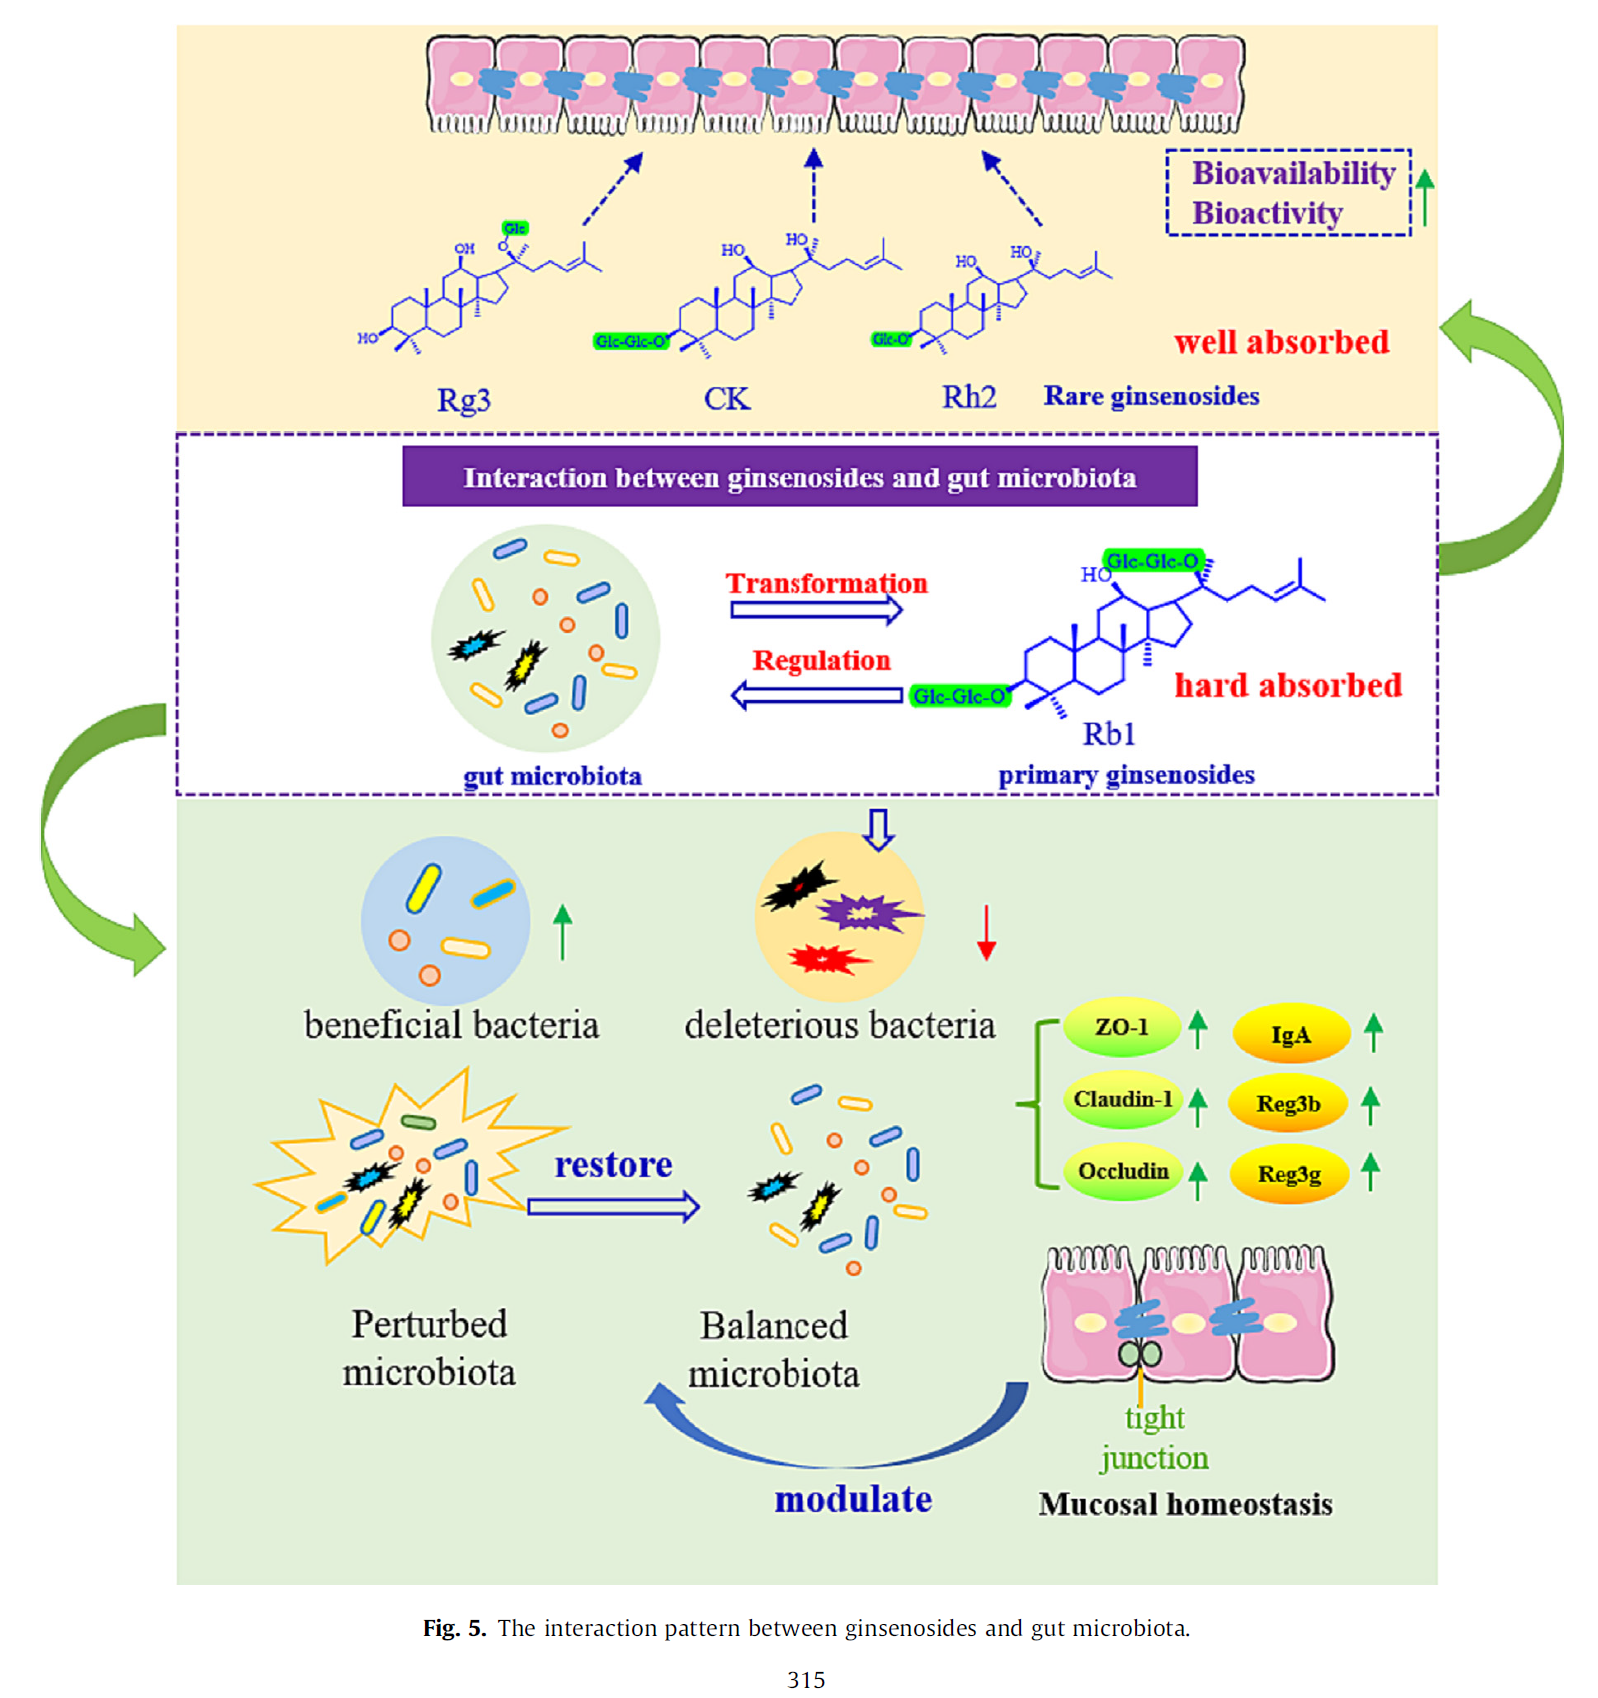 Bioavailability
Bioactivity
Glc
O
OH
HO
HO
HO
Glc-Glc-O
HO
HO
Glc-O
well absorbed
Rg3
CK
Rh2
Rare ginsenosides
Interaction between ginsenosides and gut microbiota
Transformation
Regulation
Glc-Glc-O
HO
Glc-Glc-O
hard absorbed
Rb1
gut microbiota
primary ginsenosides
beneficial bacteria
deleterious bacteria
ZO-1
IgA
Claudin-1
Reg3b
Occludin
Reg3g
restore
Perturbed
microbiota
Balanced
microbiota
tight
junction
modulate
Mucosal homeostasis
Fig. 5. The interaction pattern between ginsenosides and gut microbiota.
315